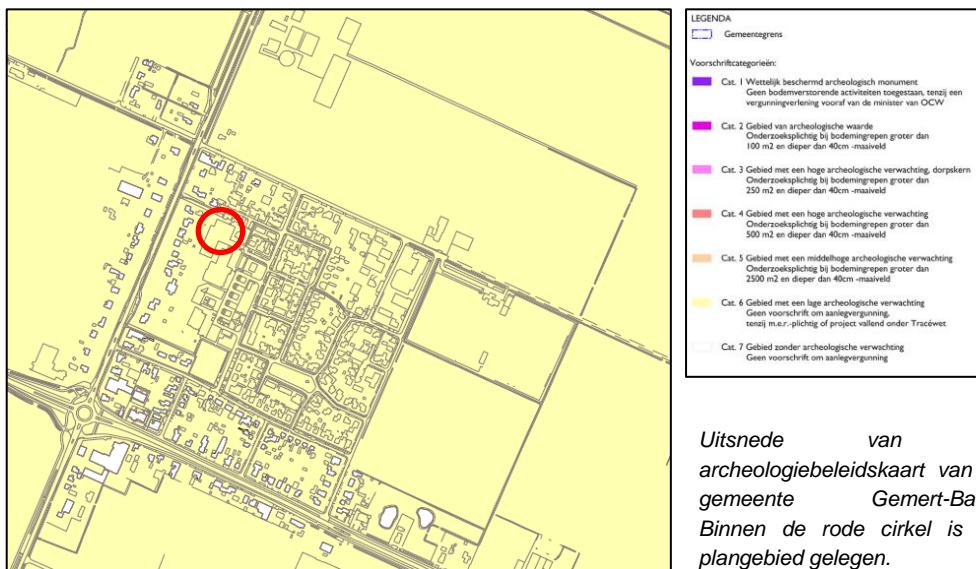 LEGENDA
Gemeentegrens
Voorschriftcategorieën:
Cat. 1 Wettelijk beschermd archeologisch monument
Geen bodemverstorende activiteiten toegestaan, tenzij een
vergunningverlening vooraf van de minister van OCW
Cat. 2 Gebied van archeologische waarde
Onderzoeksplichtig bij bodemingrepen groter dan
100 m2 en dieper dan 40cm -maaiveld
Cat. 3 Gebied met een hoge archeologische verwachting, dorpskern
Onderzoeksplichtig bij bodemingrepen groter dan
250 m2 en dieper dan 40cm -maaiveld
Cat. 4 Gebied met een hoge archeologische verwachting
Onderzoeksplichtig bij bodemingrepen groter dan
500 m2 en dieper dan 40cm -maaiveld
Cat. 5 Gebied met een middelhoge archeologische verwachting
Onderzoeksplichtig bij bodemingrepen groter dan
2500 m2 en dieper dan 40cm -maaiveld
Cat. 6 Gebied met een lage archeologische verwachting
Geen voorschrift om aanlegvergunning,
tenzij m.e.r.-plichtig of project vallend onder Tracéwet
Cat. 7 Gebied zonder archeologische verwachting
Geen voorschrift om aanlegvergunning
Uitsnede van
archeologiebeleidskaart van
gemeente Gemert-Ba
Binnen de rode cirkel is
plangebied gelegen.